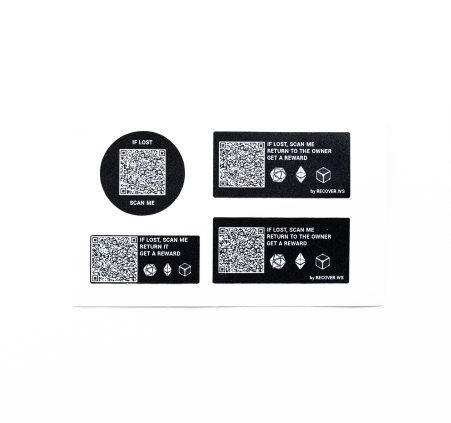 IF LOST
SCAN ME
IF LOST, SCAN ME
RETURN TO THE OWNER
GET A REWARD
by RECOVER.WS
IF LOST, SCAN ME
RETURN IT
GET A REWARD
IF LOST, SCAN ME
RETURN TO THE OWNER
GET A REWARD
by RECOVER.WS